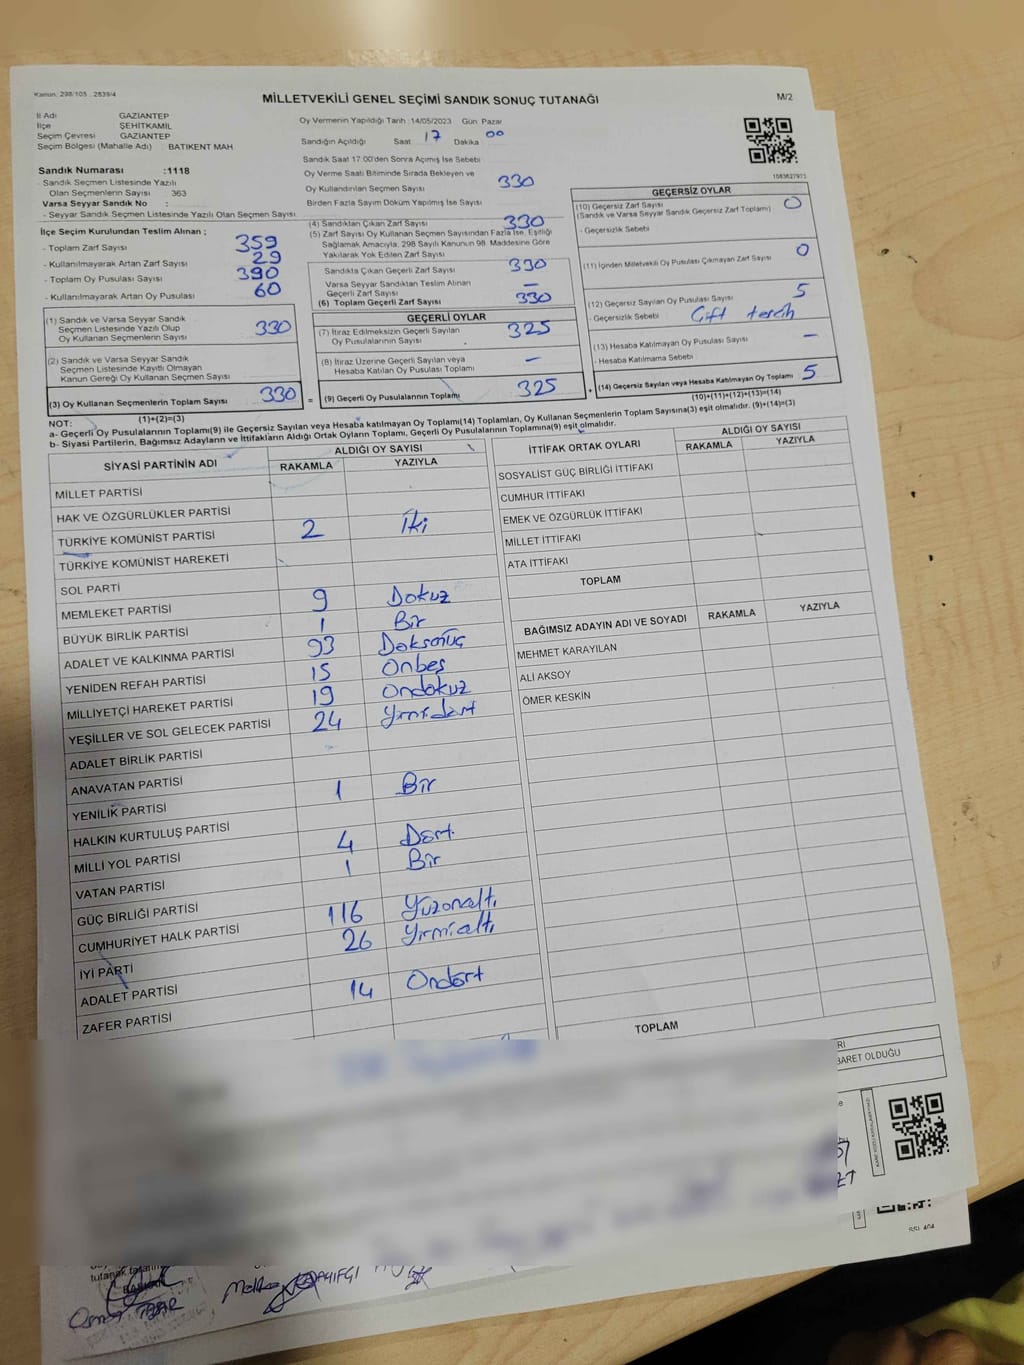 Kanun: 298/105 , 2839/4
MİLLETVEKİLİ GENEL SEÇİMİ SANDIK SONUÇ TUTANAĞI
M/2
İl Adı GAZİANTEP
İlçe ŞEHİTKAMİL
Seçim Çevresi GAZİANTEP
Seçim Bölgesi (Mahalle Adı) BATIKENT MAH
Sandık Numarası :1118
- Sandık Seçmen Listesinde Yazılı
Olan Seçmenlerin Sayısı 363
Varsa Seyyar Sandık No :
- Seyyar Sandık Seçmen Listesinde Yazılı Olan Seçmen Sayısı
İlçe Seçim Kurulundan Teslim Alınan ;
- Toplam Zarf Sayısı 359
- Kullanılmayarak Artan Zarf Sayısı 29
- Toplam Oy Pusulası Sayısı 390
- Kullanılmayarak Artan Oy Pusulası 60
(1) Sandık ve Varsa Seyyar Sandık
Seçmen Listesinde Yazılı Olup
Oy Kullanan Seçmenlerin Sayısı 330
(2) Sandık ve Varsa Seyyar Sandık
Seçmen Listesinde Kayıtlı Olmayan
Kanun Gereği Oy Kullanan Seçmen Sayısı
(3) Oy Kullanan Seçmenlerin Toplam Sayısı 330
(1)+(2)=(3)
Oy Vermenin Yapıldığı Tarih :14/05/2023 Gün: Pazar
Sandığın Açıldığı Saat 17 Dakika 00
Sandık Saat 17:00'den Sonra Açımış İse Sebebi
Oy Verme Saati Bitiminde Sırada Bekleyen ve
Oy Kullandırılan Seçmen Sayısı 330
Birden Fazla Sayım Döküm Yapılmış İse Sayısı
(4) Sandıktan Çıkan Zarf Sayısı 330
(5) Zarf Sayısı Oy Kullanan Seçmen Sayısından Fazla İse, Eşitliği
Sağlamak Amacıyla, 298 Sayılı Kanunun 98. Maddesine Göre
Yakılarak Yok Edilen Zarf Sayısı
Sandıkta Çıkan Geçerli Zarf Sayısı 330
Varsa Seyyar Sandıktan Teslim Alınan
Geçerli Zarf Sayısı —
(6) Toplam Geçerli Zarf Sayısı 330
GEÇERLİ OYLAR
(7) İtiraz Edilmeksizin Geçerli Sayılan
Oy Pusulalarının Sayısı 325
(8) İtiraz Üzerine Geçerli Sayılan veya
Hesaba Katılan Oy Pusulası Toplamı —
= (9) Geçerli Oy Pusulalarının Toplamı 325 +
1583627973
GEÇERSİZ OYLAR
(10) Geçersiz Zarf Sayısı 0
(Sandık ve Varsa Seyyar Sandık Geçersiz Zarf Toplamı)
- Geçersizlik Sebebi
(11) İçinden Milletvekili Oy Pusulası Çıkmayan Zarf Sayısı 0
(12) Geçersiz Sayılan Oy Pusulası Sayısı 5
- Geçersizlik Sebebi Çift tercih
(13) Hesaba Katılmayan Oy Pusulası Sayısı —
- Hesaba Katılmama Sebebi
(14) Geçersiz Sayılan veya Hesaba Katılmayan Oy Toplamı 5
(10)+(11)+(12)+(13)=(14)
NOT:
a- Geçerli Oy Pusulalarının Toplamı(9) ile Geçersiz Sayılan veya Hesaba katılmayan Oy Toplamı(14) Toplamları, Oy Kullanan Seçmenlerin Toplam Sayısına(3) eşit olmalıdır. (9)+(14)=(3)
b- Siyasi Partilerin, Bağımsız Adayların ve İttifakların Aldığı Ortak Oyların Toplamı, Geçerli Oy Pusulalarının Toplamına(9) eşit olmalıdır.
SİYASİ PARTİNİN ADI ALDIĞI OY SAYISI
RAKAMLA YAZIYLA
MİLLET PARTİSİ
HAK VE ÖZGÜRLÜKLER PARTİSİ
TÜRKİYE KOMÜNİST PARTİSİ 2 iki
TÜRKİYE KOMÜNİST HAREKETİ
SOL PARTİ
MEMLEKET PARTİSİ 9 Dokuz
BÜYÜK BİRLİK PARTİSİ 1 Bir
ADALET VE KALKINMA PARTİSİ 93 Doksanüç
YENİDEN REFAH PARTİSİ 15 Onbeş
MİLLİYETÇİ HAREKET PARTİSİ 19 Ondokuz
YEŞİLLER VE SOL GELECEK PARTİSİ 24 Yirmidört
ADALET BİRLİK PARTİSİ
ANAVATAN PARTİSİ
YENİLİK PARTİSİ 1 Bir
HALKIN KURTULUŞ PARTİSİ
MİLLİ YOL PARTİSİ 4 Dört
VATAN PARTİSİ 1 Bir
GÜÇ BİRLİĞİ PARTİSİ
CUMHURİYET HALK PARTİSİ 116 Yüzonaltı
İYİ PARTİ 26 Yirmialtı
ADALET PARTİSİ
ZAFER PARTİSİ 14 Ondört
İTTİFAK ORTAK OYLARI ALDIĞI OY SAYISI
RAKAMLA YAZIYLA
SOSYALİST GÜÇ BİRLİĞİ İTTİFAKI
CUMHUR İTTİFAKI
EMEK VE ÖZGÜRLÜK İTTİFAKI
MİLLET İTTİFAKI
ATA İTTİFAKI
TOPLAM
BAĞIMSIZ ADAYIN ADI VE SOYADI RAKAMLA YAZIYLA
MEHMET KARAYILAN
ALİ AKSOY
ÖMER KESKİN
TOPLAM
BARET OLDUĞU